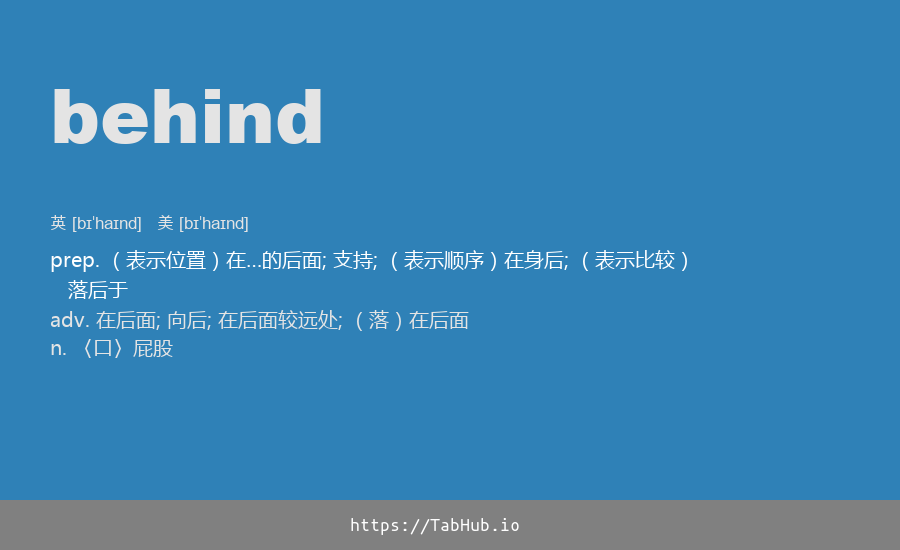 behind
英 [bɪˈhaɪnd] 美 [bɪˈhaɪnd]
prep. （表示位置）在…的后面; 支持; （表示顺序）在身后; （表示比较）
落后于
adv. 在后面; 向后; 在后面较远处; （落）在后面
n. 〈口〉屁股
https://TabHub.io